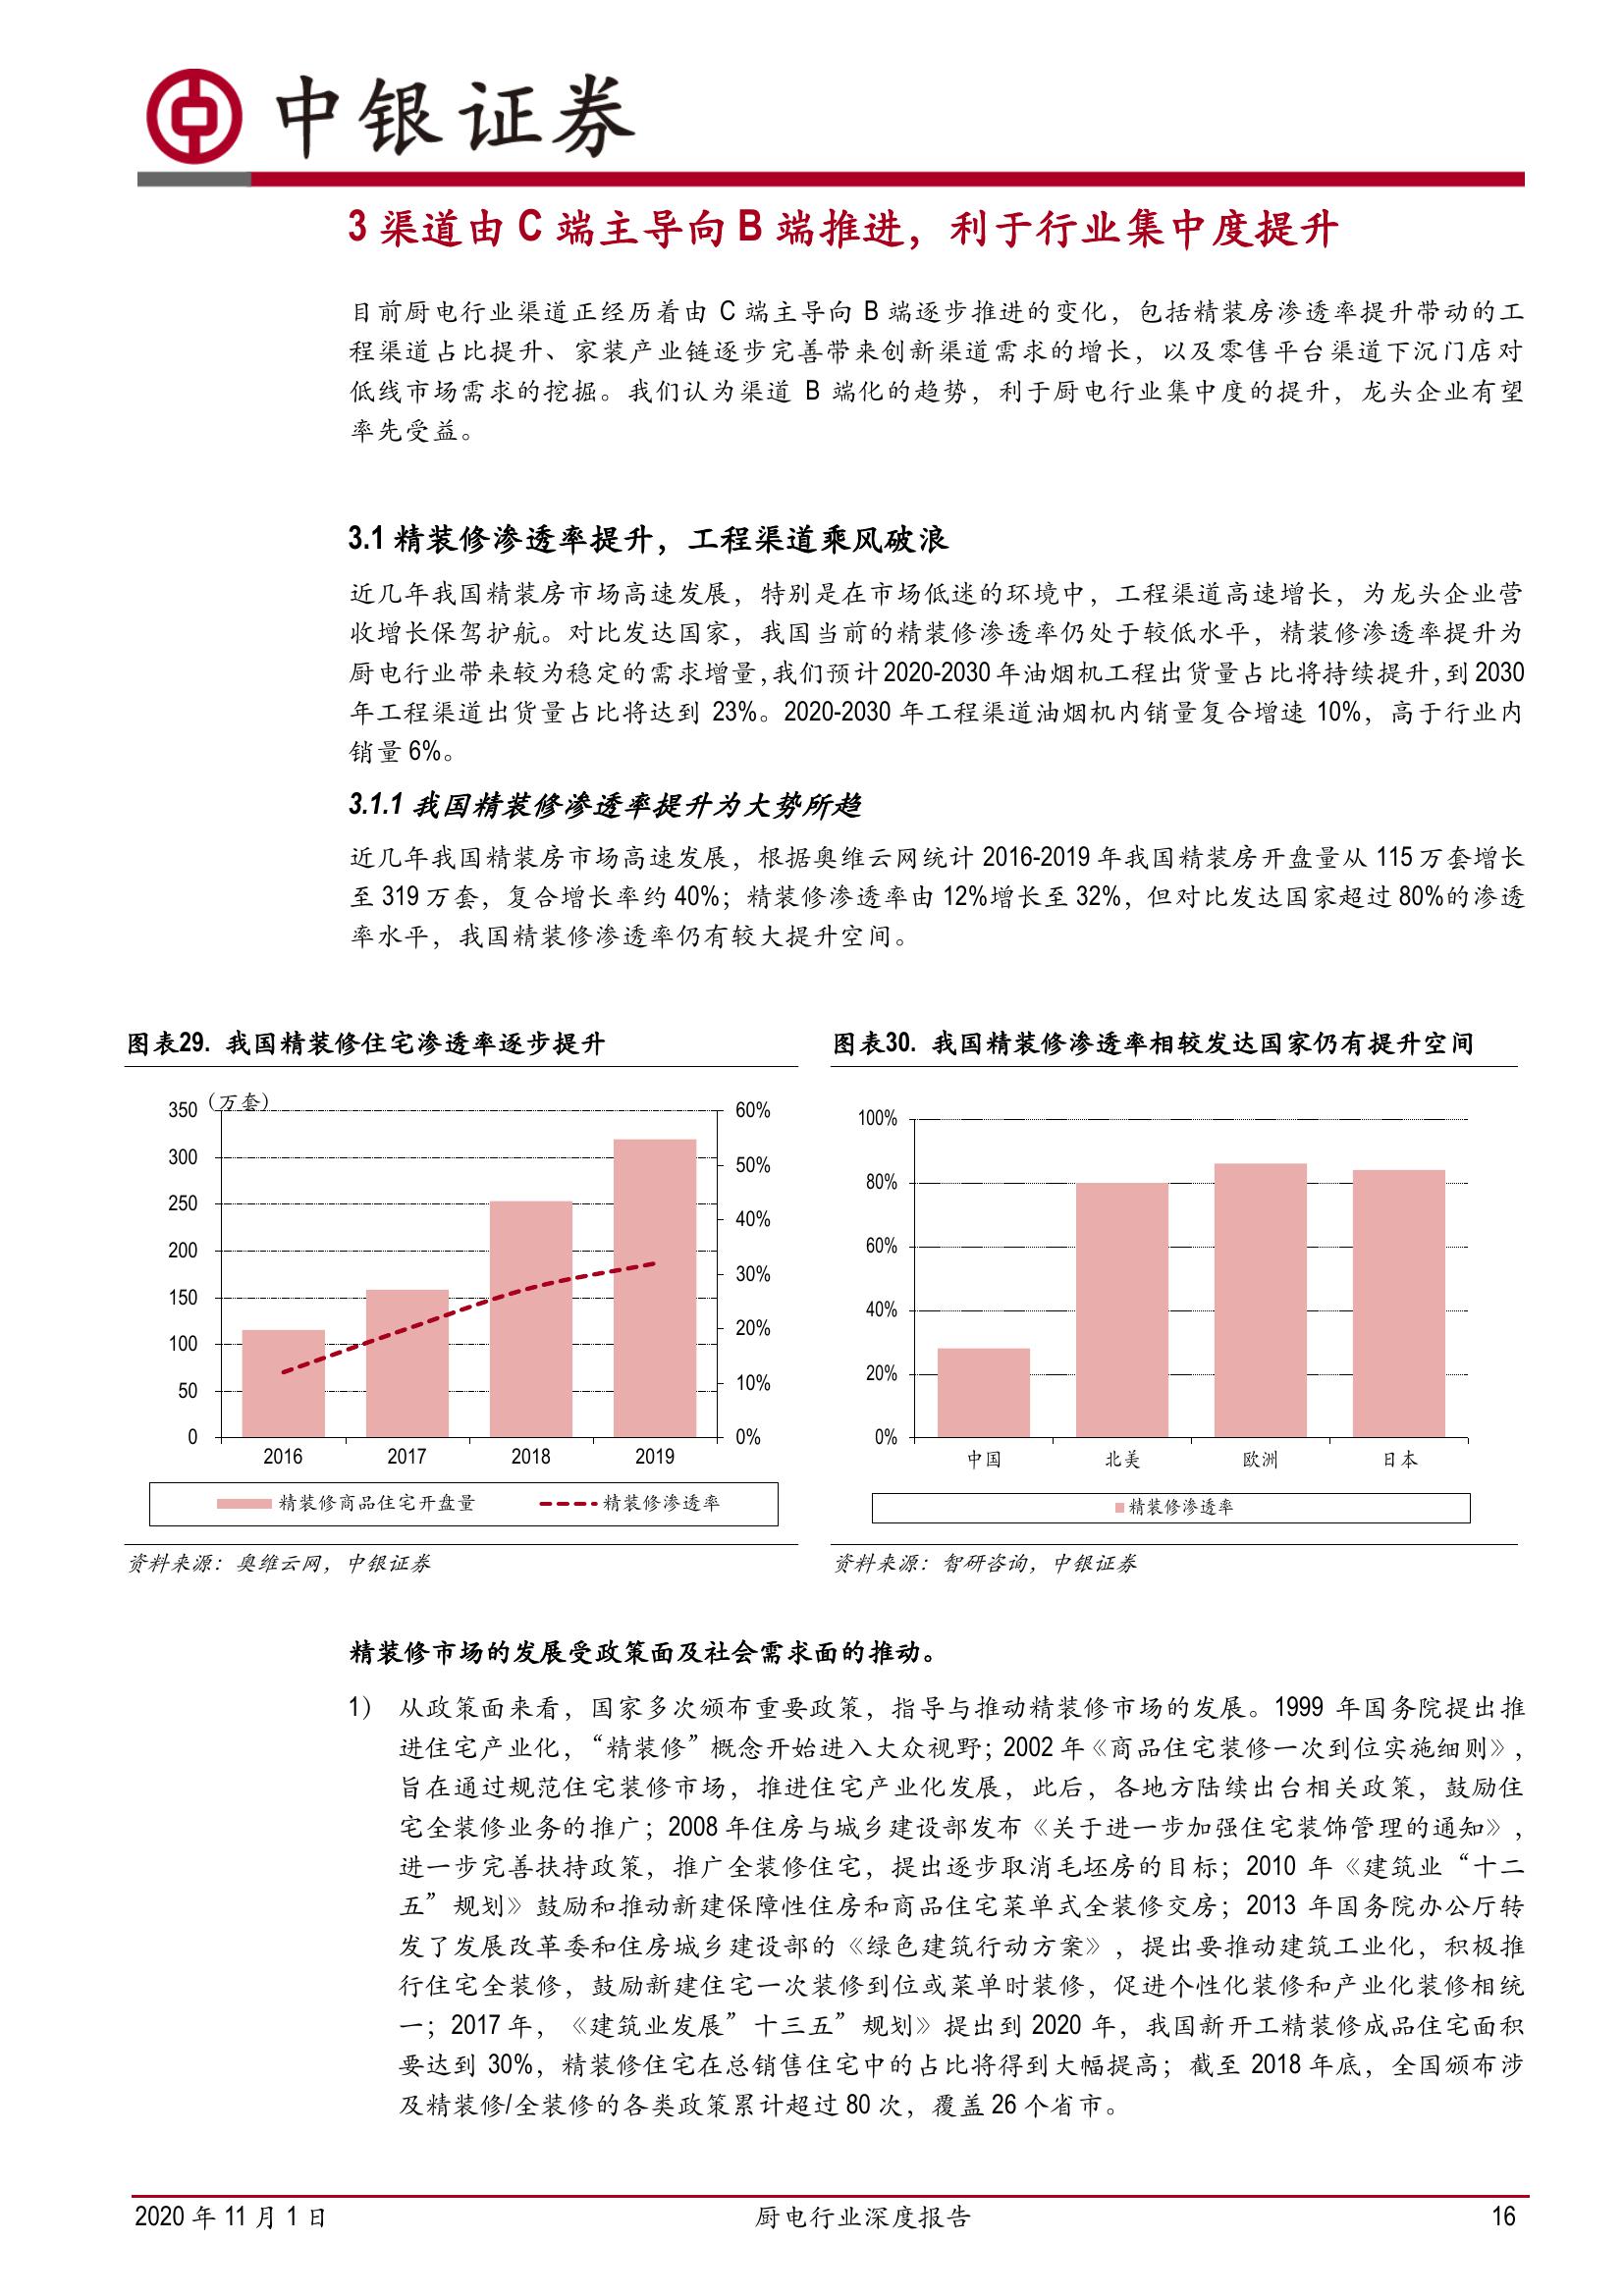 中银证券
3 渠道由 C 端主导向 B 端推进，利于行业集中度提升
目前厨电行业渠道正经历着由 C 端主导向 B 端逐步推进的变化，包括精装房渗透率提升带动的工
程渠道占比提升、家装产业链逐步完善带来创新渠道需求的增长，以及零售平台渠道下沉门店对
低线市场需求的挖掘。我们认为渠道 B 端化的趋势，利于厨电行业集中度的提升，龙头企业有望
率先受益。
3.1 精装修渗透率提升，工程渠道乘风破浪
近几年我国精装房市场高速发展，特别是在市场低迷的环境中，工程渠道高速增长，为龙头企业营
收增长保驾护航。对比发达国家，我国当前的精装修渗透率仍处于较低水平，精装修渗透率提升为
厨电行业带来较为稳定的需求增量，我们预计 2020-2030 年油烟机工程出货量占比将持续提升，到 2030
年工程渠道出货量占比将达到 23%。2020-2030 年工程渠道油烟机内销量复合增速 10%，高于行业内
销量 6%。
3.1.1 我国精装修渗透率提升为大势所趋
近几年我国精装房市场高速发展，根据奥维云网统计 2016-2019 年我国精装房开盘量从 115 万套增长
至 319 万套，复合增长率约 40%；精装修渗透率由 12%增长至 32%，但对比发达国家超过 80%的渗透
率水平，我国精装修渗透率仍有较大提升空间。
图表29. 我国精装修住宅渗透率逐步提升
（万套）
350
300
250
200
150
100
50
0
60%
50%
40%
30%
20%
10%
0%
2016 2017 2018 2019
精装修商品住宅开盘量 精装修渗透率
资料来源：奥维云网，中银证券
图表30. 我国精装修渗透率相较发达国家仍有提升空间
100%
80%
60%
40%
20%
0%
中国 北美 欧洲 日本
精装修渗透率
资料来源：智研咨询，中银证券
精装修市场的发展受政策面及社会需求面的推动。
1） 从政策面来看，国家多次颁布重要政策，指导与推动精装修市场的发展。1999 年国务院提出推
进住宅产业化，“精装修”概念开始进入大众视野；2002 年《商品住宅装修一次到位实施细则》，
旨在通过规范住宅装修市场，推进住宅产业化发展，此后，各地方陆续出台相关政策，鼓励住
宅全装修业务的推广；2008 年住房与城乡建设部发布《关于进一步加强住宅装饰管理的通知》，
进一步完善扶持政策，推广全装修住宅，提出逐步取消毛坯房的目标；2010 年《建筑业“十二
五”规划》鼓励和推动新建保障性住房和商品住宅菜单式全装修交房；2013 年国务院办公厅转
发了发展改革委和住房城乡建设部的《绿色建筑行动方案》，提出要推动建筑工业化，积极推
行住宅全装修，鼓励新建住宅一次装修到位或菜单时装修，促进个性化装修和产业化装修相统
一；2017 年，《建筑业发展”十三五”规划》提出到 2020 年，我国新开工精装修成品住宅面积
要达到 30%，精装修住宅在总销售住宅中的占比将得到大幅提高；截至 2018 年底，全国颁布涉
及精装修/全装修的各类政策累计超过 80 次，覆盖 26 个省市。
2020 年 11 月 1 日 厨电行业深度报告 16